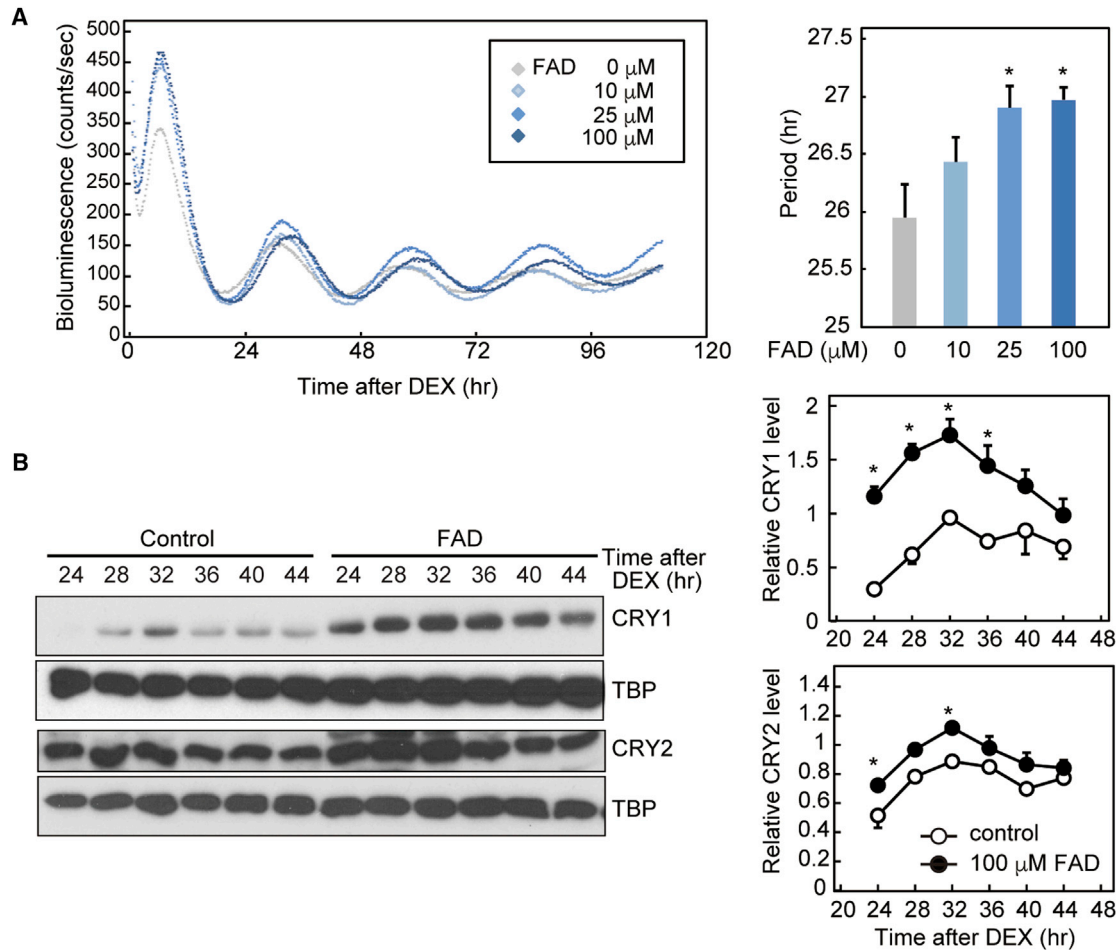 A
500
450
400
350
300
250
200
150
100
50
0
Bioluminescence (counts/sec)
FAD 0 μM
10 μM
25 μM
100 μM
0 24 48 72 96 120
Time after DEX (hr)
27.5
27
26.5
26
25.5
25
Period (hr)
* *
FAD (μM) 0 10 25 100
B
Control FAD
24 28 32 36 40 44 24 28 32 36 40 44
Time after
DEX (hr)
CRY1
TBP
CRY2
TBP
2
1.5
1
0.5
0
Relative CRY1 level
* * * *
20 24 28 32 36 40 44 48
1.4
1.2
1
0.8
0.6
0.4
0.2
0
Relative CRY2 level
* *
control
100 μM FAD
20 24 28 32 36 40 44 48
Time after DEX (hr)